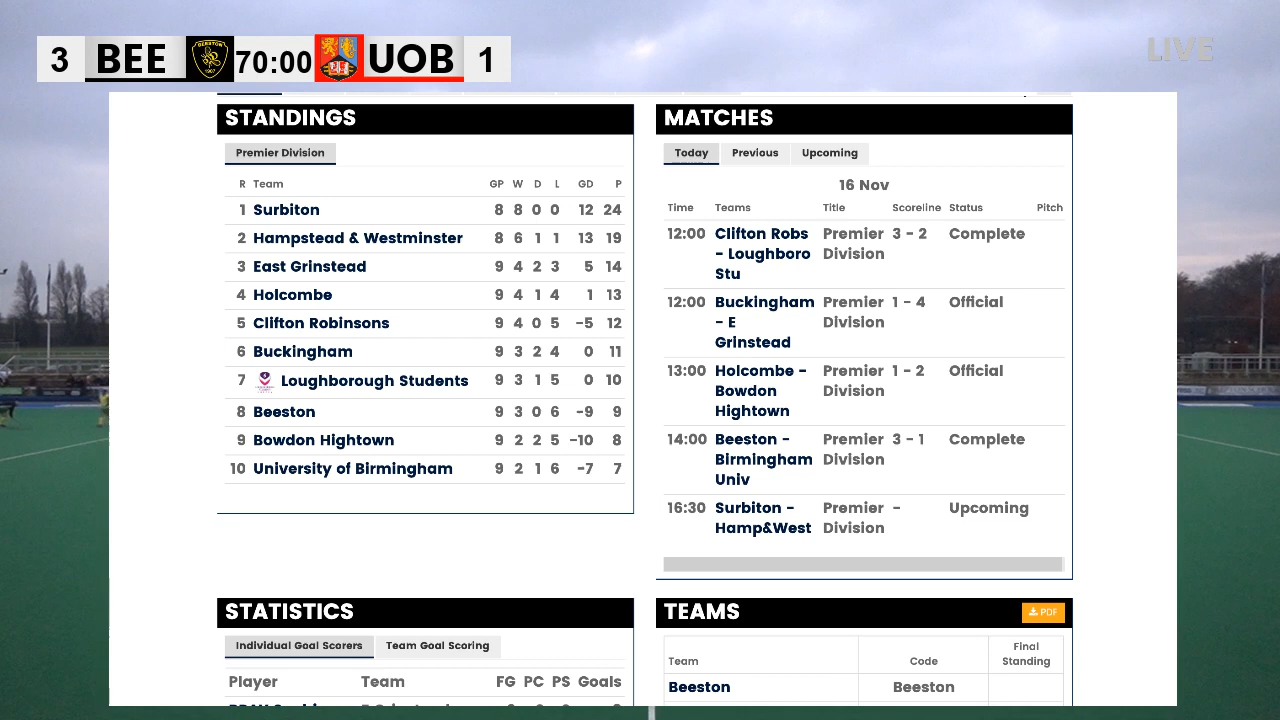 3 BEE 70:00 UOB 1
LIVE
STANDINGS
Premier Division
R Team GP W D L GD P
1 Surbiton 8 8 0 0 12 24
2 Hampstead & Westminster 8 6 1 1 13 19
3 East Grinstead 9 4 2 3 5 14
4 Holcombe 9 4 1 4 1 13
5 Clifton Robinsons 9 4 0 5 -5 12
6 Buckingham 9 3 2 4 0 11
7 Loughborough Students 9 3 1 5 0 10
8 Beeston 9 3 0 6 -9 9
9 Bowdon Hightown 9 2 2 5 -10 8
10 University of Birmingham 9 2 1 6 -7 7
MATCHES
Today Previous Upcoming
16 Nov
Time Teams Title Scoreline Status Pitch
12:00 Clifton Robs Premier 3 - 2 Complete
- Loughboro Division
Stu
12:00 Buckingham Premier 1 - 4 Official
- E Division
Grinstead
13:00 Holcombe - Premier 1 - 2 Official
Bowdon Division
Hightown
14:00 Beeston - Premier 3 - 1 Complete
Birmingham Division
Univ
16:30 Surbiton - Premier - Upcoming
Hamp&West Division
STATISTICS
Individual Goal Scorers Team Goal Scoring
Player Team FG PC PS Goals
TEAMS
PDF
Team Code Final
Standing
Beeston Beeston